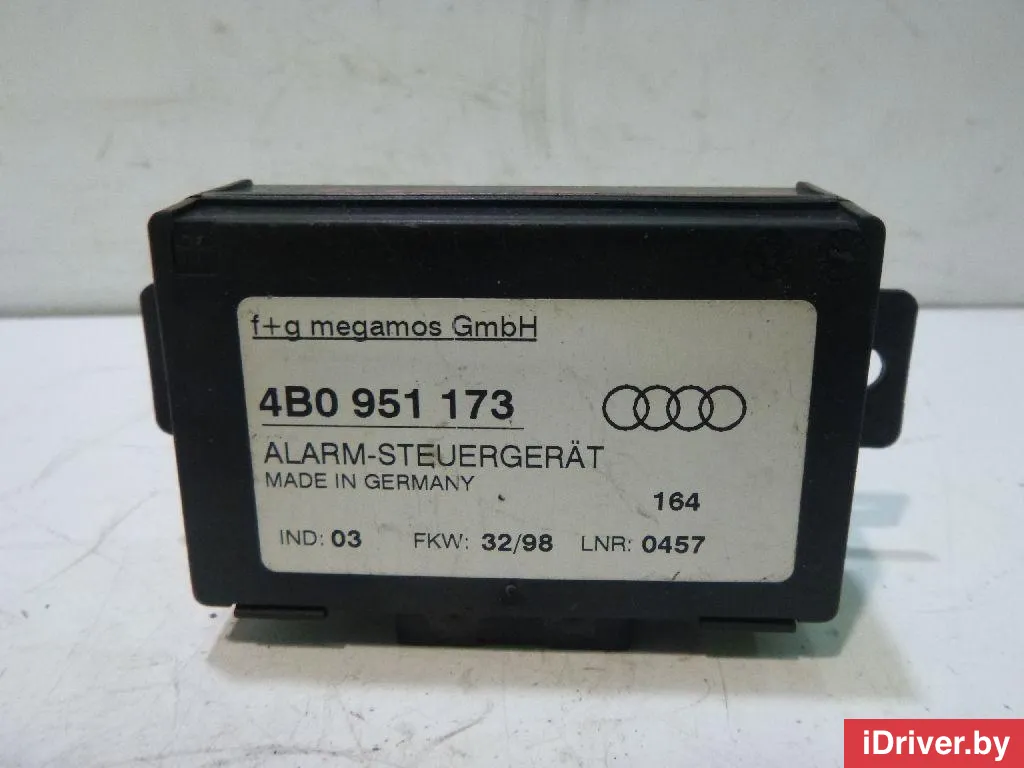 f+g megamos GmbH
4B0 951 173
ALARM-STEUERGERÄT
MADE IN GERMANY
164
IND: 03 FKW: 32/98 LNR: 0457
iDriver.by